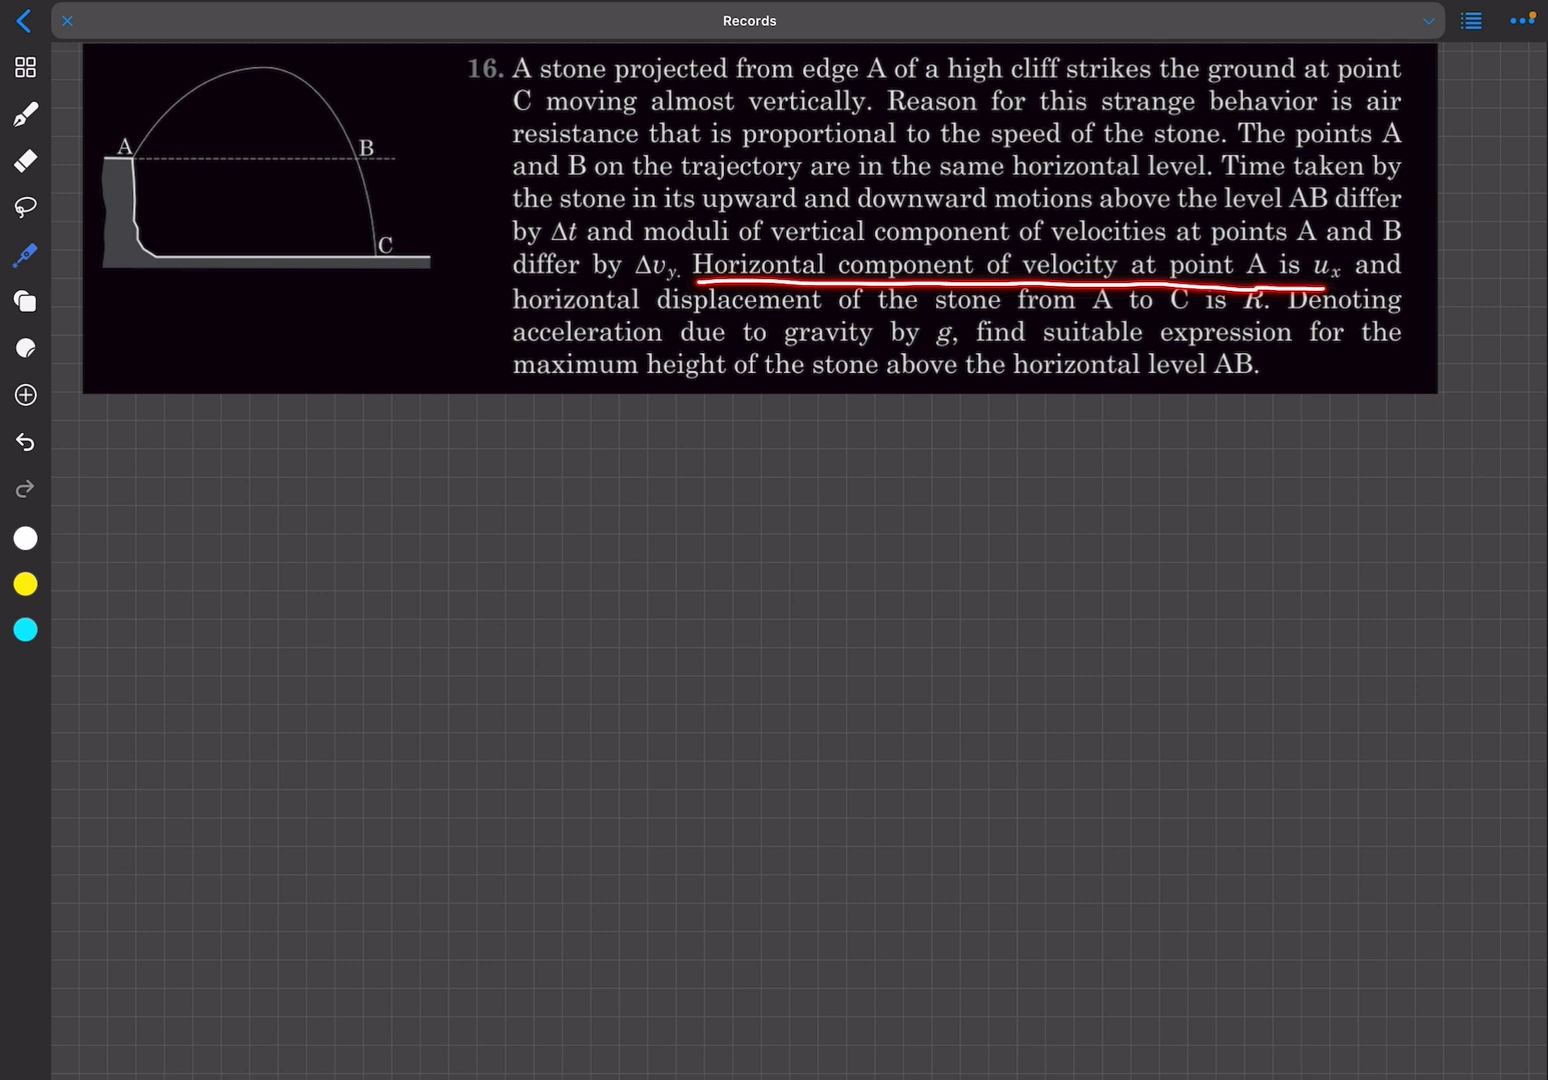 Records
16. A stone projected from edge A of a high cliff strikes the ground at point
C moving almost vertically. Reason for this strange behavior is air
resistance that is proportional to the speed of the stone. The points A
and B on the trajectory are in the same horizontal level. Time taken by
the stone in its upward and downward motions above the level AB differ
by Δt and moduli of vertical component of velocities at points A and B
differ by Δvy. Horizontal component of velocity at point A is ux and
horizontal displacement of the stone from A to C is R. Denoting
acceleration due to gravity by g, find suitable expression for the
maximum height of the stone above the horizontal level AB.
A
B
C